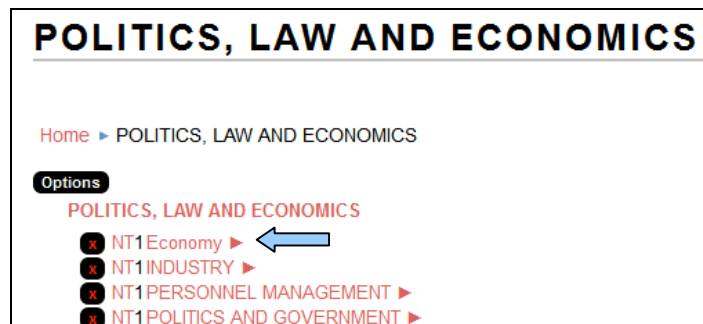 POLITICS, LAW AND ECONOMICS
Home ► POLITICS, LAW AND ECONOMICS
Options
POLITICS, LAW AND ECONOMICS
x NT1 Economy ►
x NT1 INDUSTRY ►
x NT1 PERSONNEL MANAGEMENT ►
x NT1 POLITICS AND GOVERNMENT ►